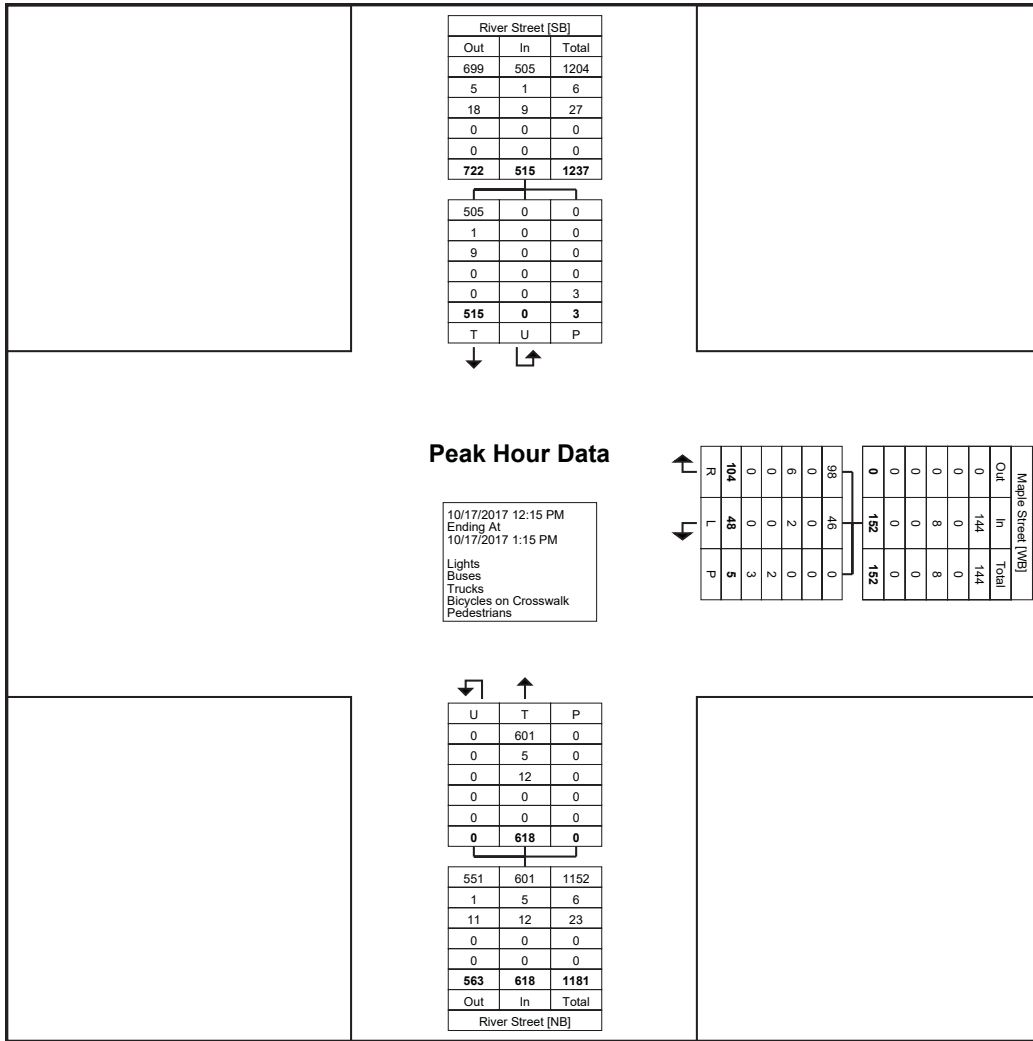 River Street [SB]
Out In Total
699 505 1204
5 1 6
18 9 27
0 0 0
0 0 0
722 515 1237
505 0 0
1 0 0
9 0 0
0 0 0
0 0 3
515 0 3
T U P
Peak Hour Data
10/17/2017 12:15 PM
Ending At
10/17/2017 1:15 PM
Lights
Buses
Trucks
Bicycles on Crosswalk
Pedestrians
Maple Street [WB]
Out In Total
0 144 144
0 0 0
0 8 8
0 0 0
0 0 0
0 152 152
98 46 0
0 0 0
6 2 0
0 0 2
0 0 3
104 48 5
R L P
U T P
0 601 0
0 5 0
0 12 0
0 0 0
0 0 0
0 618 0
551 601 1152
1 5 6
11 12 23
0 0 0
0 0 0
563 618 1181
Out In Total
River Street [NB]